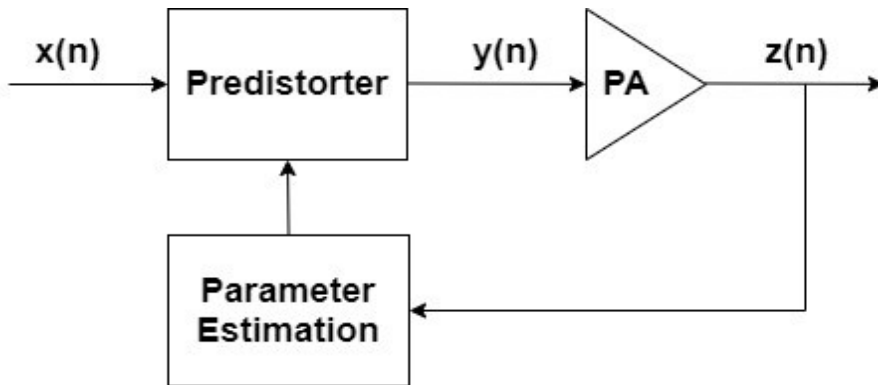 x(n)
Predistorter
y(n)
PA
z(n)
Parameter
Estimation